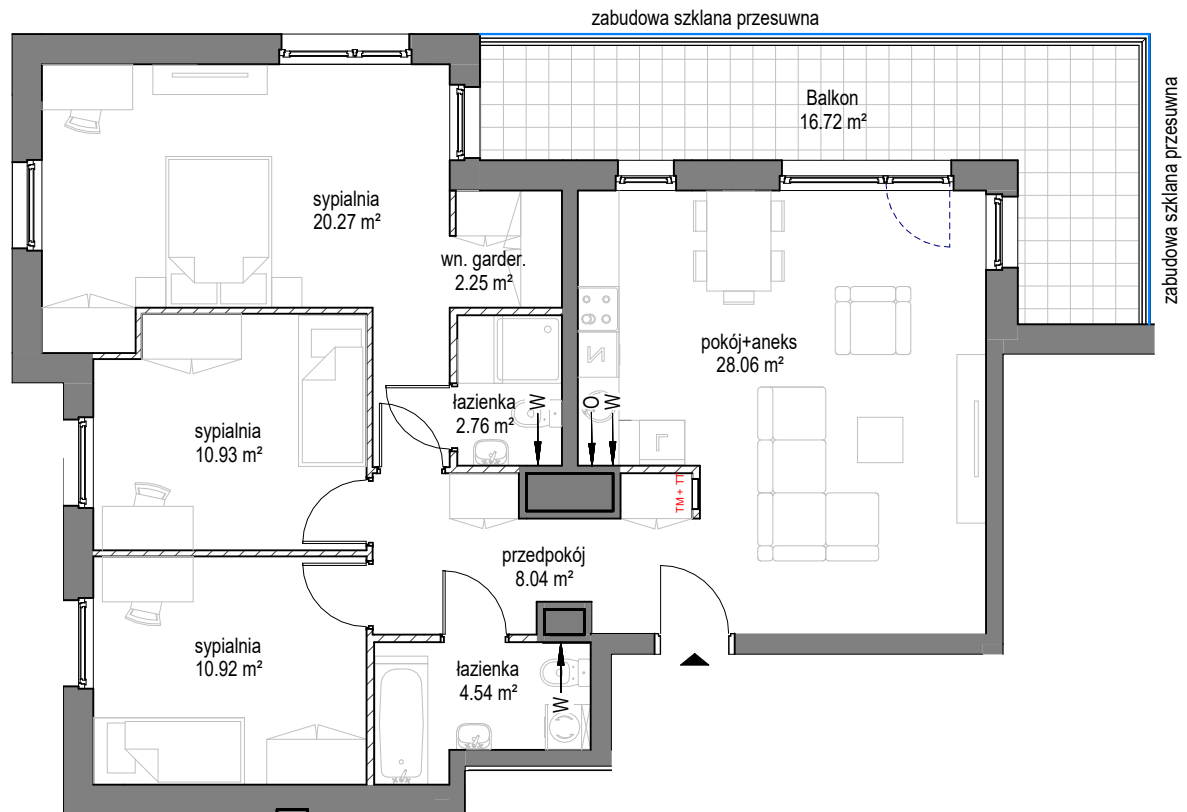 zabudowa szklana przesuwna
Balkon
16.72 m²
zabudowa szklana przesuwna
sypialnia
20.27 m²
wn. garder.
2.25 m²
pokój+aneks
28.06 m²
N
L
łazienka
2.76 m²
W
O
W
sypialnia
10.93 m²
TM + TT
przedpokój
8.04 m²
sypialnia
10.92 m²
łazienka
4.54 m²
W